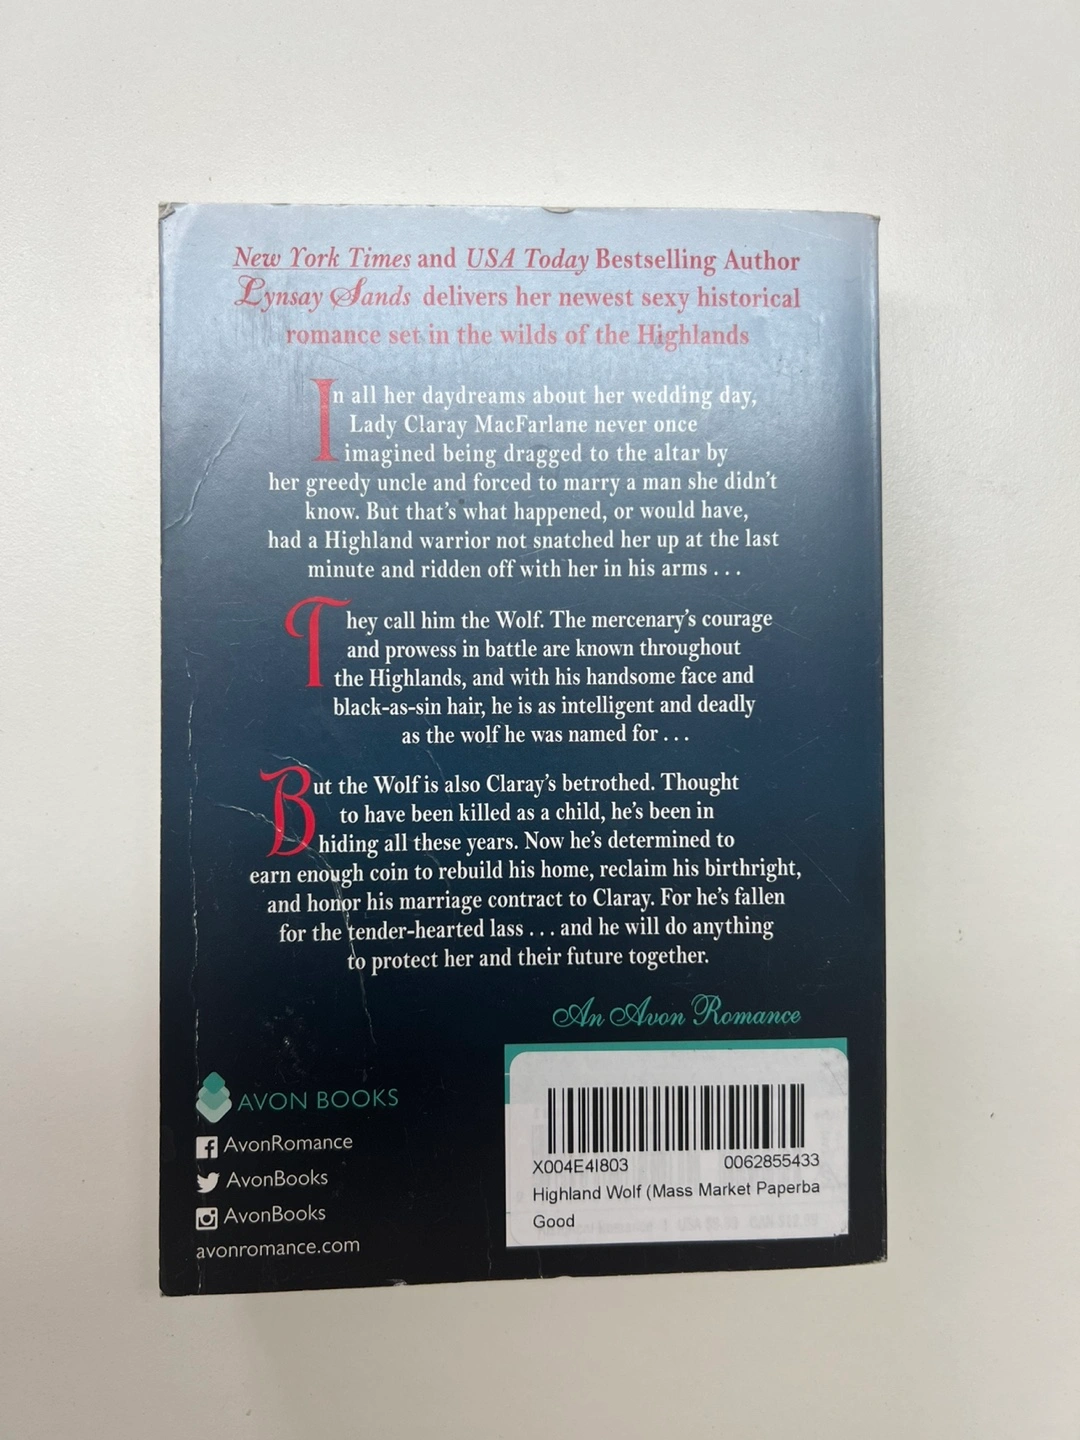 New York Times and USA Today Bestselling Author
Lynsay Sands delivers her newest sexy historical
romance set in the wilds of the Highlands
In all her daydreams about her wedding day,
Lady Claray MacFarlane never once
imagined being dragged to the altar by
her greedy uncle and forced to marry a man she didn't
know. But that's what happened, or would have,
had a Highland warrior not snatched her up at the last
minute and ridden off with her in his arms . . .
They call him the Wolf. The mercenary's courage
and prowess in battle are known throughout
the Highlands, and with his handsome face and
black-as-sin hair, he is as intelligent and deadly
as the wolf he was named for . . .
But the Wolf is also Claray's betrothed. Thought
to have been killed as a child, he's been in
hiding all these years. Now he's determined to
earn enough coin to rebuild his home, reclaim his birthright,
and honor his marriage contract to Claray. For he's fallen
for the tender-hearted lass . . . and he will do anything
to protect her and their future together.
An Avon Romance
AVON BOOKS
AvonRomance
AvonBooks
AvonBooks
avonromance.com
X004E4I803 0062855433
Highland Wolf (Mass Market Paperba
Good